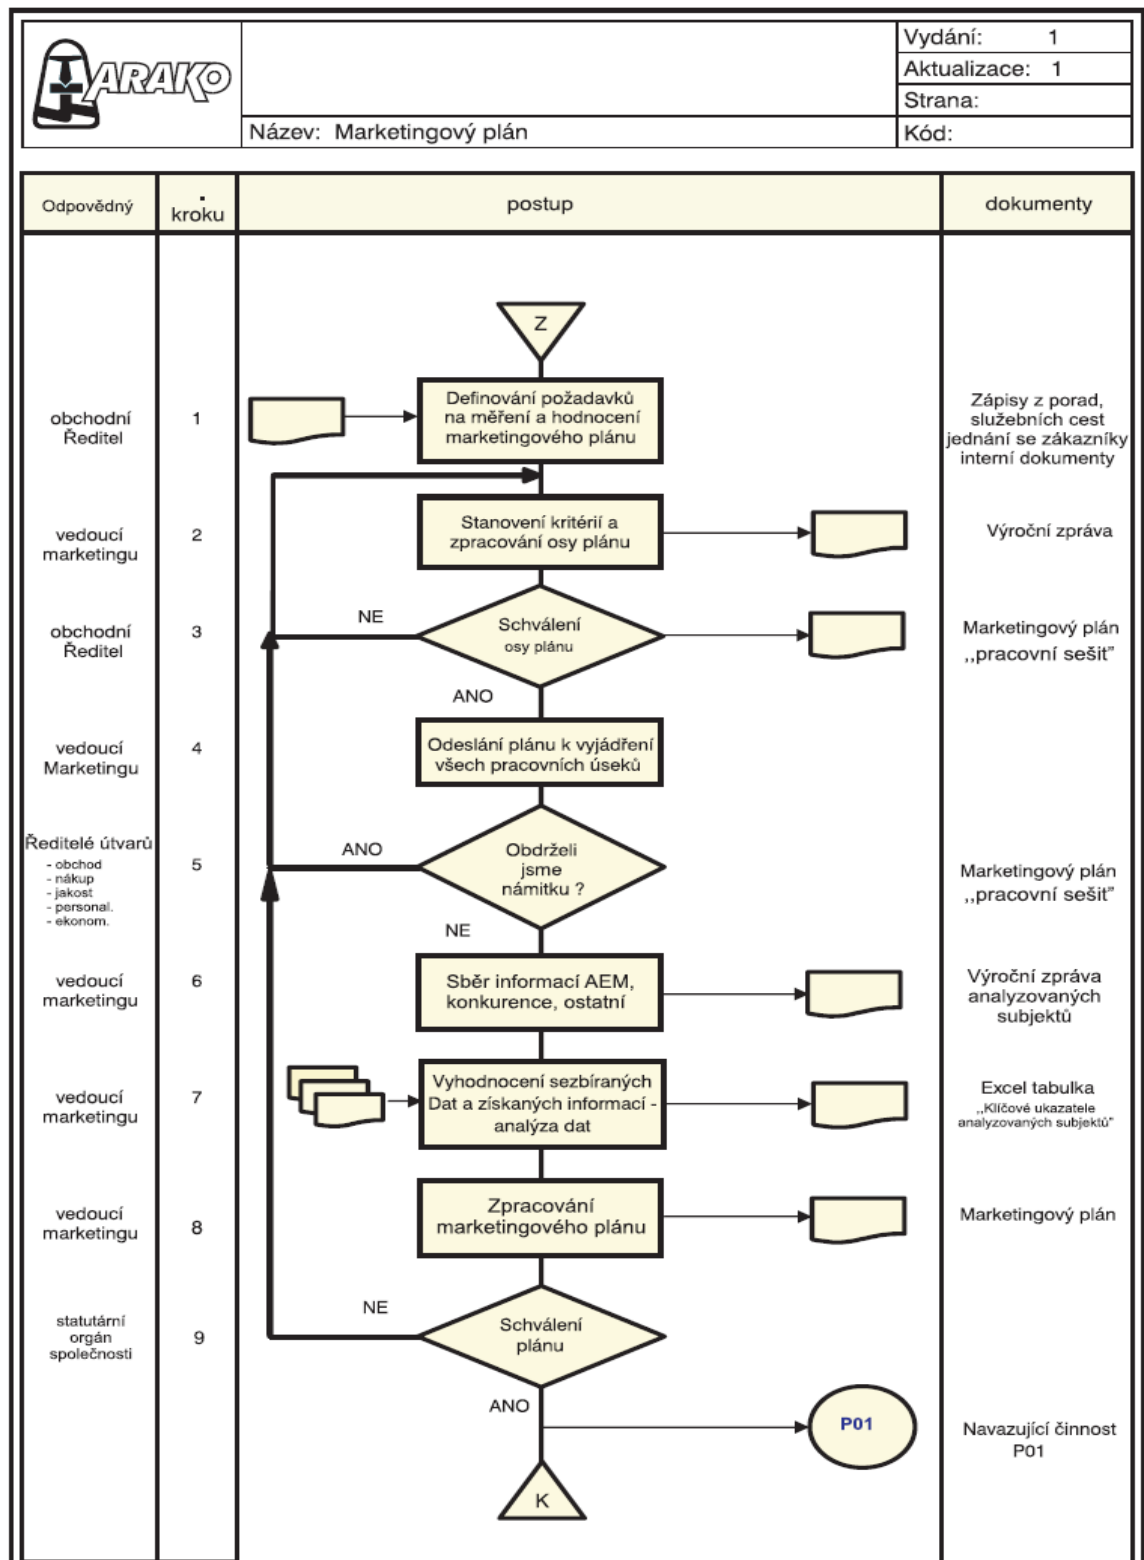 ARAKO
Vydání: 1
Aktualizace: 1
Strana:
Název: Marketingový plán
Kód:
Odpovědný
kroku
postup
dokumenty
Z
obchodní
Ředitel
1
Definování požadavků
na měření a hodnocení
marketingového plánu
Zápisy z porad,
služebních cest
jednání se zákazníky
interní dokumenty
vedoucí
marketingu
2
Stanovení kritérií a
zpracování osy plánu
Výroční zpráva
obchodní
Ředitel
3
NE
Schválení
osy plánu
Marketingový plán
,,pracovní sešit”
ANO
vedoucí
Marketingu
4
Odeslání plánu k vyjádření
všech pracovních úseků
Ředitelé útvarů
- obchod
- nákup
- jakost
- personal.
- ekonom.
5
ANO
Obdrželi
jsme
námitku ?
Marketingový plán
,,pracovní sešit”
NE
vedoucí
marketingu
6
Sběr informací AEM,
konkurence, ostatní
Výroční zpráva
analyzovaných
subjektů
vedoucí
marketingu
7
Vyhodnocení sezbíraných
Dat a získaných informací -
analýza dat
Excel tabulka
,,Klíčové ukazatele
analyzovaných subjektů”
vedoucí
marketingu
8
Zpracování
marketingového plánu
Marketingový plán
statutární
orgán
společnosti
9
NE
Schválení
plánu
ANO
P01
Navazující činnost
P01
K